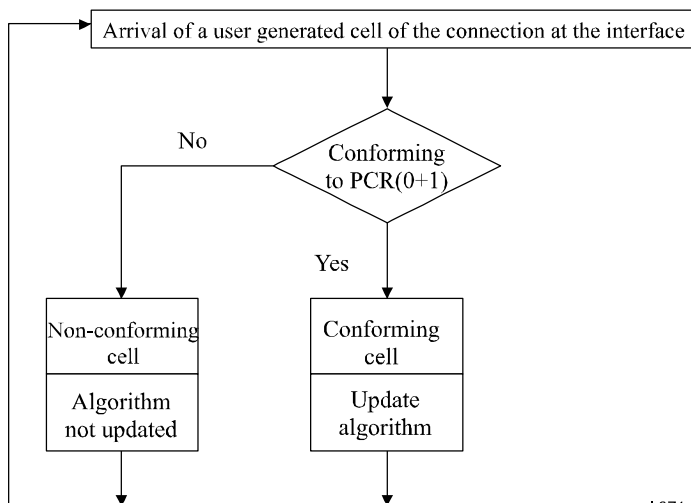 Arrival of a user generated cell of the connection at the interface
No
Conforming
to PCR(0+1)
Yes
Non-conforming
cell
Conforming
cell
Algorithm
not updated
Update
algorithm